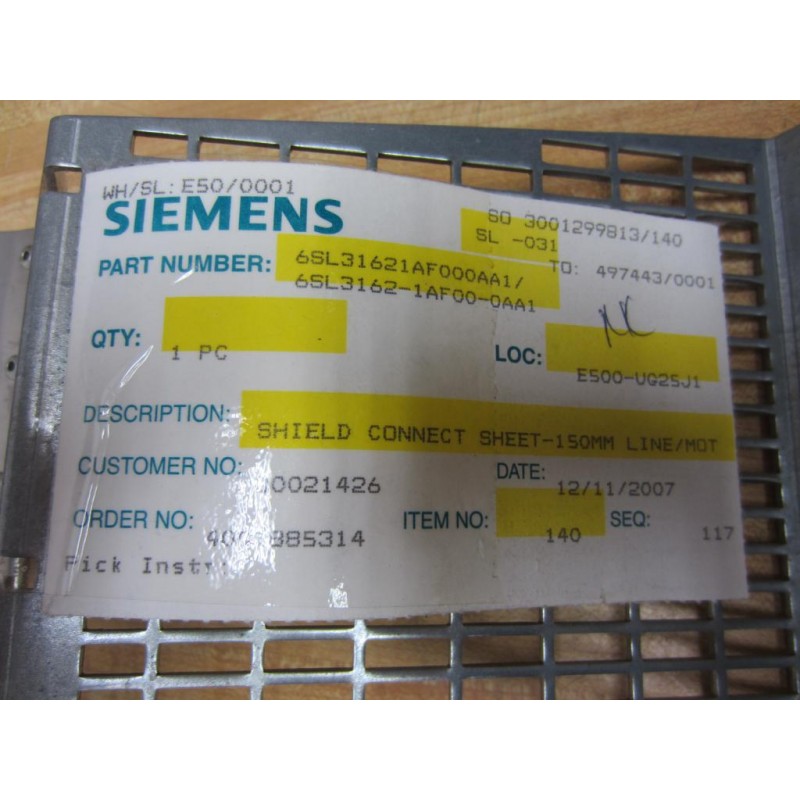 WH/SL: E50/0001
SIEMENS
SO 3001299813/140
SL -031
PART NUMBER: 6SL31621AF000AA1/
6SL3162-1AF00-0AA1
TO: 497443/0001
QTY: 1 PC
LOC: E500-UG25J1
DESCRIPTION: SHIELD CONNECT SHEET-150MM LINE/MOT
CUSTOMER NO: 0021426
DATE: 12/11/2007
ORDER NO: 385314
ITEM NO: 140 SEQ: 117
Pick Instr: